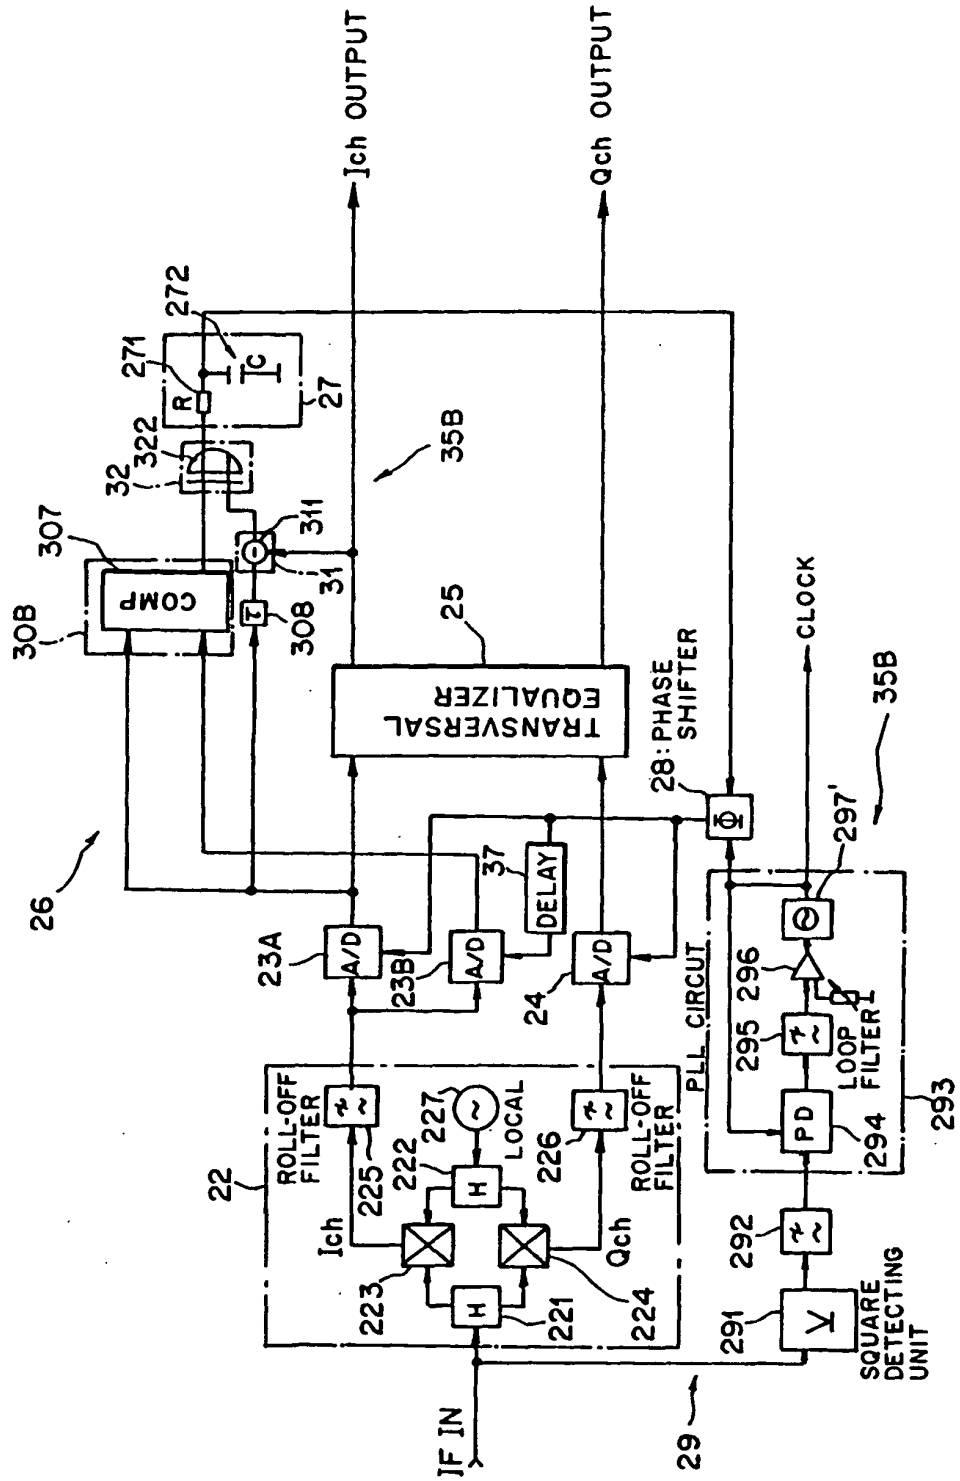 26
30B
307
COMP
τ
308
31
311
32
322
R
271
272
C
27
35B
Ich OUTPUT
Qch OUTPUT
23A
A/D
23B
A/D
37
DELAY
24
A/D
25
TRANSVERSAL
EQUALIZER
28: PHASE
SHIFTER
Φ
22
ROLL-OFF
FILTER
225
227
~
LOCAL
222
H
Ich
223
H
221
224
Qch
226
ROLL-OFF
FILTER
IF IN
29
291
SQUARE
DETECTING
UNIT
292
PLL CIRCUT
PD
294
295
296
LOOP
FILTER
293
297'
CLOCK
35B